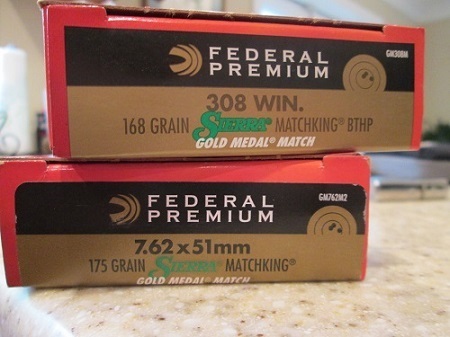 FEDERAL
PREMIUM
GM308M
308 WIN.
168 GRAIN SIERRA® MATCHKING® BTHP
GOLD MEDAL® MATCH
FEDERAL
PREMIUM
GM762M2
7.62x51mm
175 GRAIN SIERRA® MATCHKING®
GOLD MEDAL® MATCH